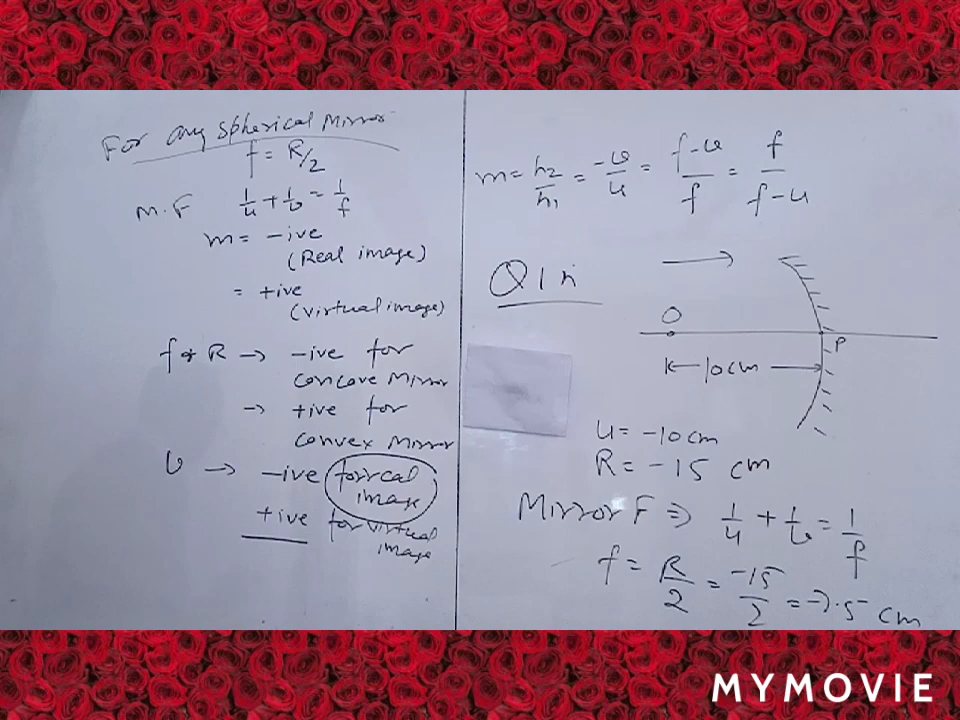 For any Spherical Mirror
f = R/2
M.F 1/u + 1/v = 1/f
m = -ive
(Real image)
= +ive
(virtual image)
f & R → -ive for
concave Mirror
→ +ive for
convex Mirror
v → -ive for real
image
+ive for virtual
image
m = h2/h1 = -v/u = f-v/f = f/f-u
Q1
O
P
10cm
u = -10 cm
R = -15 cm
Mirror F ⇒ 1/u + 1/v = 1/f
f = R/2 = -15/2 = -7.5 cm
MYMOVIE